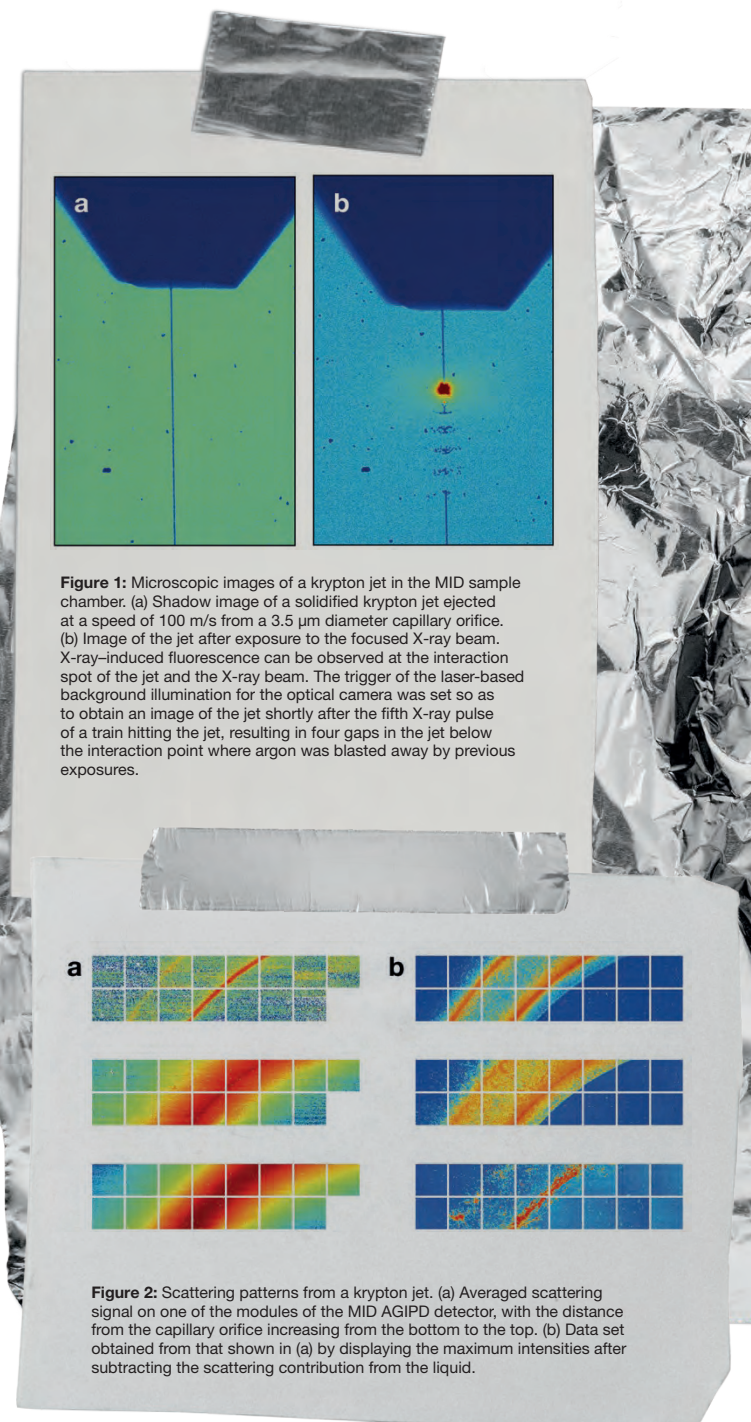 a
b
Figure 1: Microscopic images of a krypton jet in the MID sample
chamber. (a) Shadow image of a solidified krypton jet ejected
at a speed of 100 m/s from a 3.5 µm diameter capillary orifice.
(b) Image of the jet after exposure to the focused X-ray beam.
X-ray–induced fluorescence can be observed at the interaction
spot of the jet and the X-ray beam. The trigger of the laser-based
background illumination for the optical camera was set so as
to obtain an image of the jet shortly after the fifth X-ray pulse
of a train hitting the jet, resulting in four gaps in the jet below
the interaction point where argon was blasted away by previous
exposures.
a
b
Figure 2: Scattering patterns from a krypton jet. (a) Averaged scattering
signal on one of the modules of the MID AGIPD detector, with the distance
from the capillary orifice increasing from the bottom to the top. (b) Data set
obtained from that shown in (a) by displaying the maximum intensities after
subtracting the scattering contribution from the liquid.